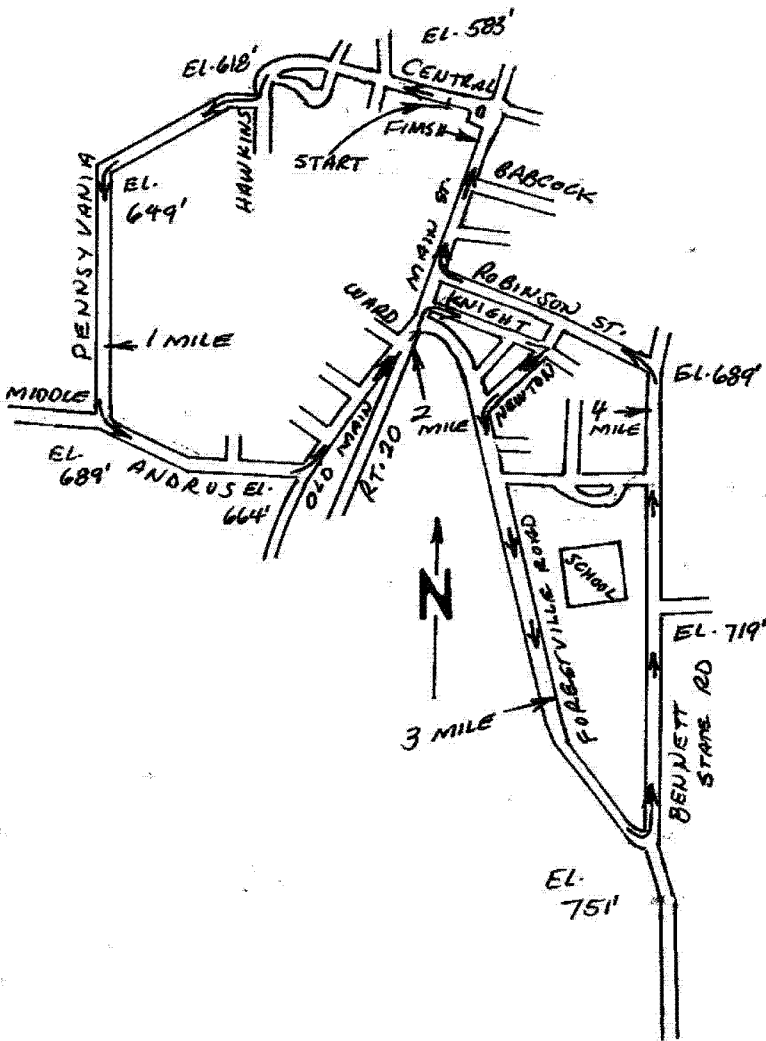 EL. 583'
EL. 618'
CENTRAL
FINSH
START
HAWKINS
BABCOCK
EL.
649'
PENNSYVANIA
MAIN ST.
ROBINSON ST.
WARD
KNIGHT
1 MILE
EL. 689'
NEWTON
4
MILE
2
MILE
MIDDLE
OLD MAIN
RT. 20
EL.
689'
ANDRUS
EL.
664'
N
SCHOOL
FORESTVILLE ROAD
EL. 719'
3 MILE
BENNETT
STATE RD
EL.
751'